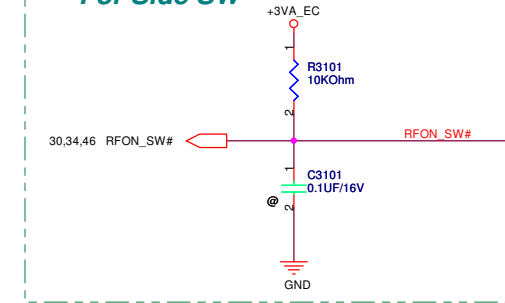 For Side SW
+3VA_EC
1
R3101
10KOhm
2
30,34,46 RFON_SW#
RFON_SW#
1
C3101
0.1UF/16V
@
2
GND